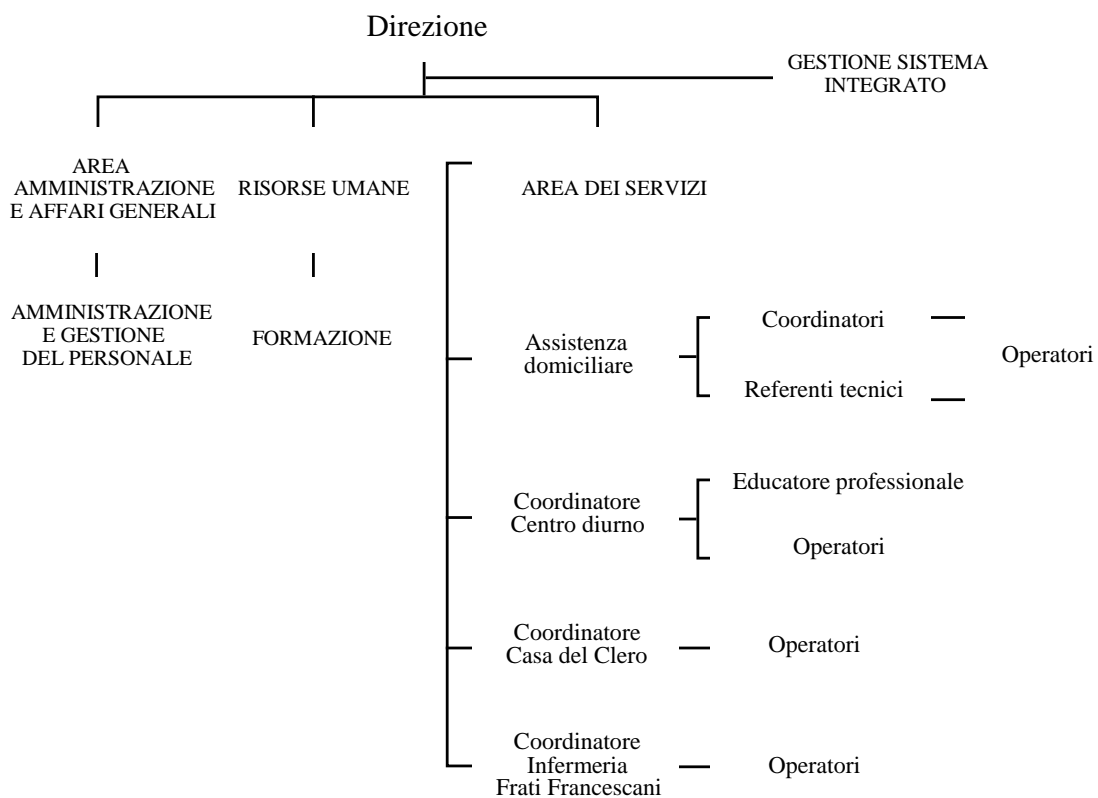 Direzione
GESTIONE SISTEMA
INTEGRATO
AREA
AMMINISTRAZIONE
E AFFARI GENERALI
RISORSE UMANE
AREA DEI SERVIZI
AMMINISTRAZIONE
E GESTIONE
DEL PERSONALE
FORMAZIONE
Assistenza
domiciliare
Coordinatori
Referenti tecnici
Operatori
Coordinatore
Centro diurno
Educatore professionale
Operatori
Coordinatore
Casa del Clero
Operatori
Coordinatore
Infermeria
Frati Francescani
Operatori